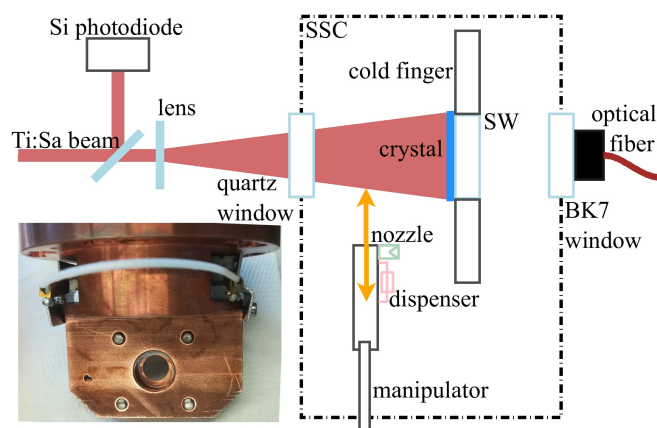 SSC
Si photodiode
cold finger
lens
optical
fiber
SW
Ti:Sa beam
crystal
quartz
window
BK7
window
nozzle
dispenser
manipulator